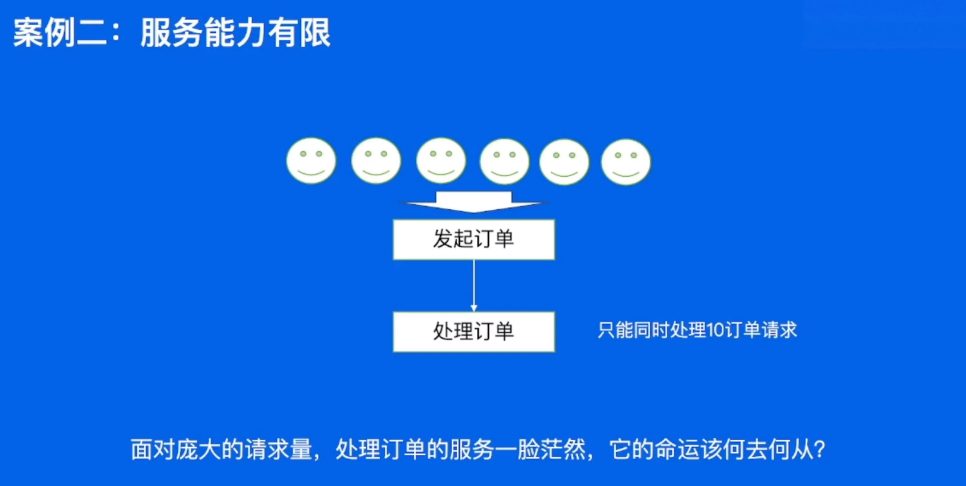 案例二：服务能力有限
发起订单
处理订单
只能同时处理10订单请求
面对庞大的请求量，处理订单的服务一脸茫然，它的命运该何去何从？